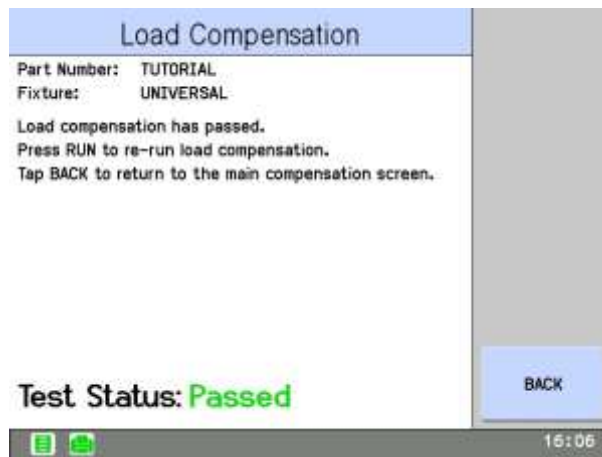 Load Compensation
Part Number: TUTORIAL
Fixture: UNIVERSAL
Load compensation has passed.
Press RUN to re-run load compensation.
Tap BACK to return to the main compensation screen.
Test Status: Passed
BACK
16:06